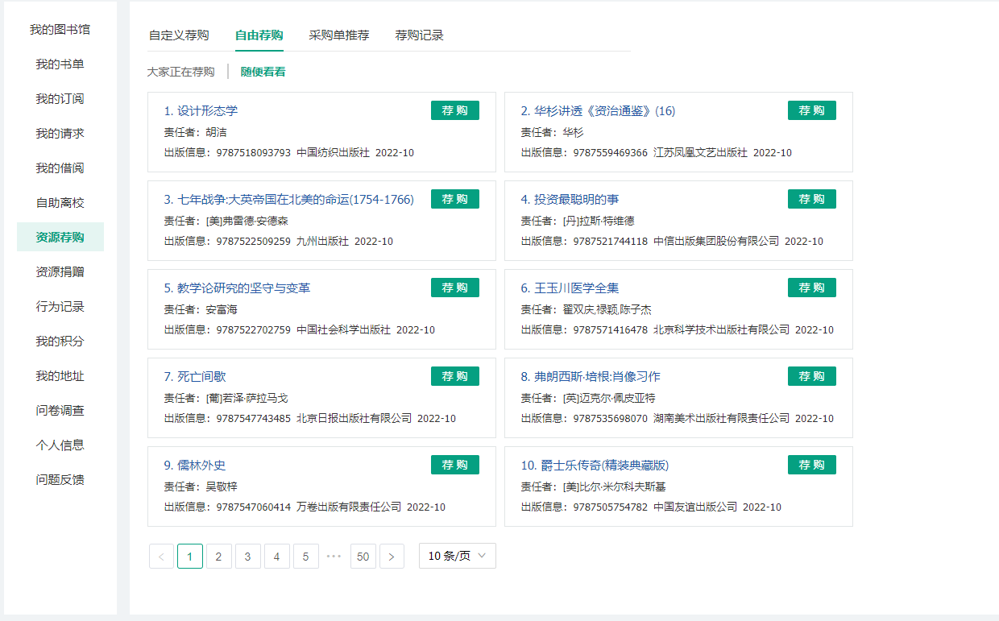 我的图书馆
我的书单
我的订阅
我的请求
我的借阅
自助离校
资源荐购
资源捐赠
行为记录
我的积分
我的地址
问卷调查
个人信息
问题反馈
自定义荐购 自由荐购 采购单推荐 荐购记录
大家正在荐购 随便看看
1. 设计形态学 荐 购
责任者：胡洁
出版信息：9787518093793 中国纺织出版社 2022-10
2. 华杉讲透《资治通鉴》(16) 荐 购
责任者：华杉
出版信息：9787559469366 江苏凤凰文艺出版社 2022-10
3. 七年战争:大英帝国在北美的命运(1754-1766) 荐 购
责任者：[美]弗雷德·安德森
出版信息：9787522509259 九州出版社 2022-10
4. 投资最聪明的事 荐 购
责任者：[丹]拉斯·特维德
出版信息：9787521744118 中信出版集团股份有限公司 2022-10
5. 教学论研究的坚守与变革 荐 购
责任者：安富海
出版信息：9787522702759 中国社会科学出版社 2022-10
6. 王玉川医学全集 荐 购
责任者：翟双庆,禄颖,陈子杰
出版信息：9787571416478 北京科学技术出版社有限公司 2022-10
7. 死亡间歇 荐 购
责任者：[葡]若泽·萨拉马戈
出版信息：9787547743485 北京日报出版社有限公司 2022-10
8. 弗朗西斯·培根:肖像习作 荐 购
责任者：[英]迈克尔·佩皮亚特
出版信息：9787535698070 湖南美术出版社有限责任公司 2022-10
9. 儒林外史 荐 购
责任者：吴敬梓
出版信息：9787547060414 万卷出版有限责任公司 2022-10
10. 爵士乐传奇(精装典藏版) 荐 购
责任者：[美]比尔·米尔科夫斯基
出版信息：9787505754782 中国友谊出版公司 2022-10
< 1 2 3 4 5 ••• 50 > 10 条/页